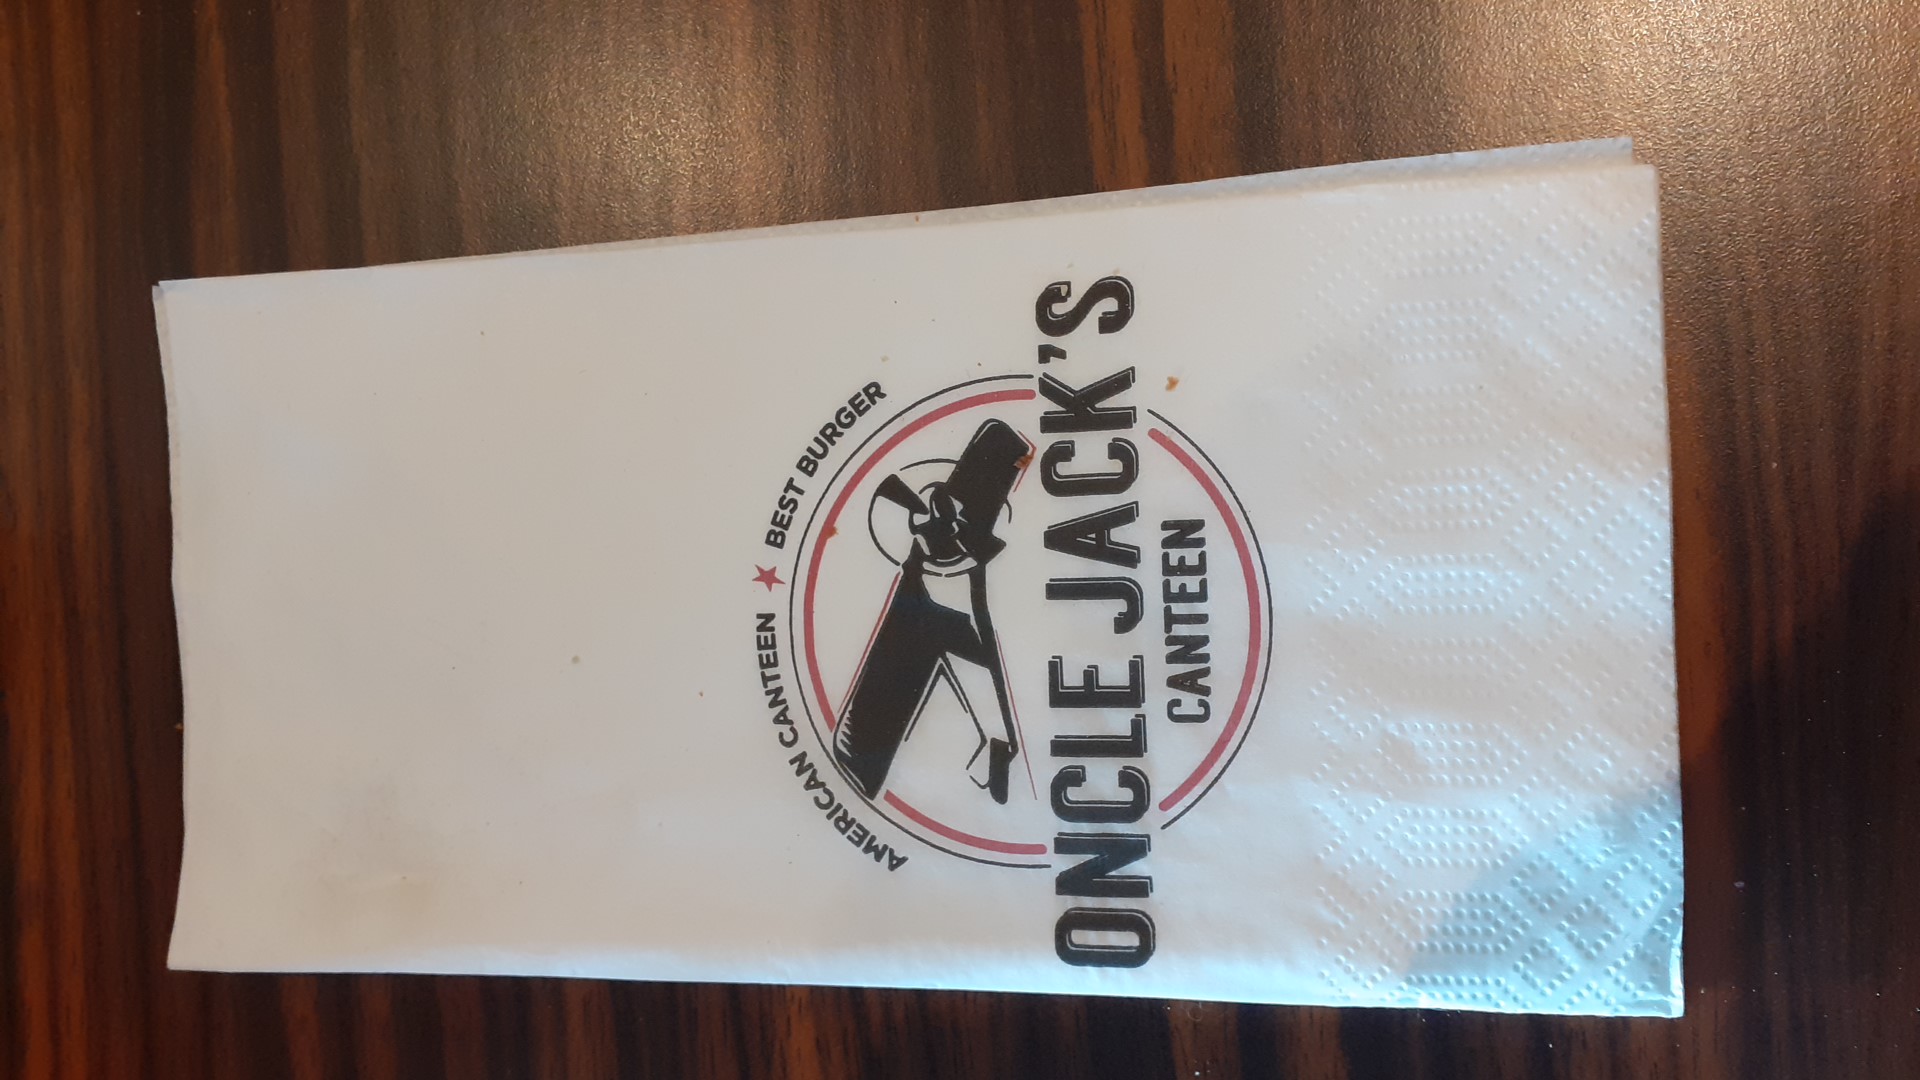 AMERICAN CANTEEN ★ BEST BURGER
ONCLE JACK'S
CANTEEN